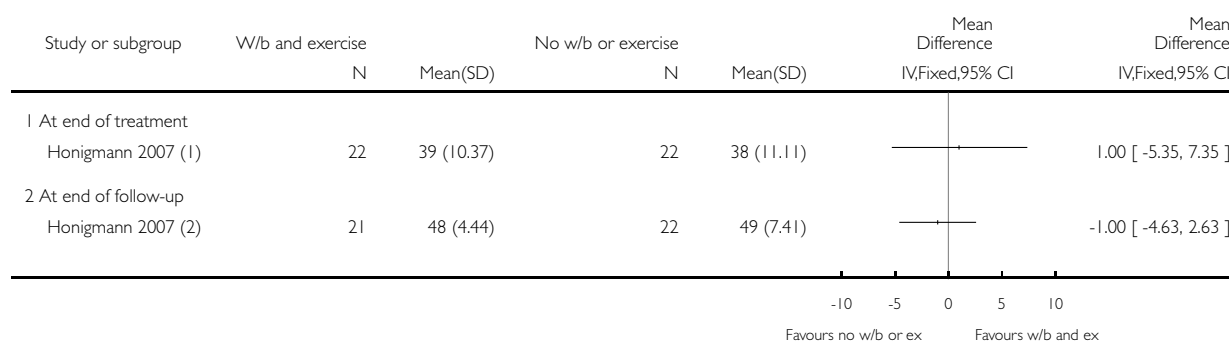 Mean Mean
Study or subgroup W/b and exercise No w/b or exercise Difference Difference
N Mean(SD) N Mean(SD) IV,Fixed,95% CI IV,Fixed,95% CI
1 At end of treatment
Honigmann 2007 (1) 22 39 (10.37) 22 38 (11.11) 1.00 [ -5.35, 7.35 ]
2 At end of follow-up
Honigmann 2007 (2) 21 48 (4.44) 22 49 (7.41) -1.00 [ -4.63, 2.63 ]
-10 -5 0 5 10
Favours no w/b or ex Favours w/b and ex